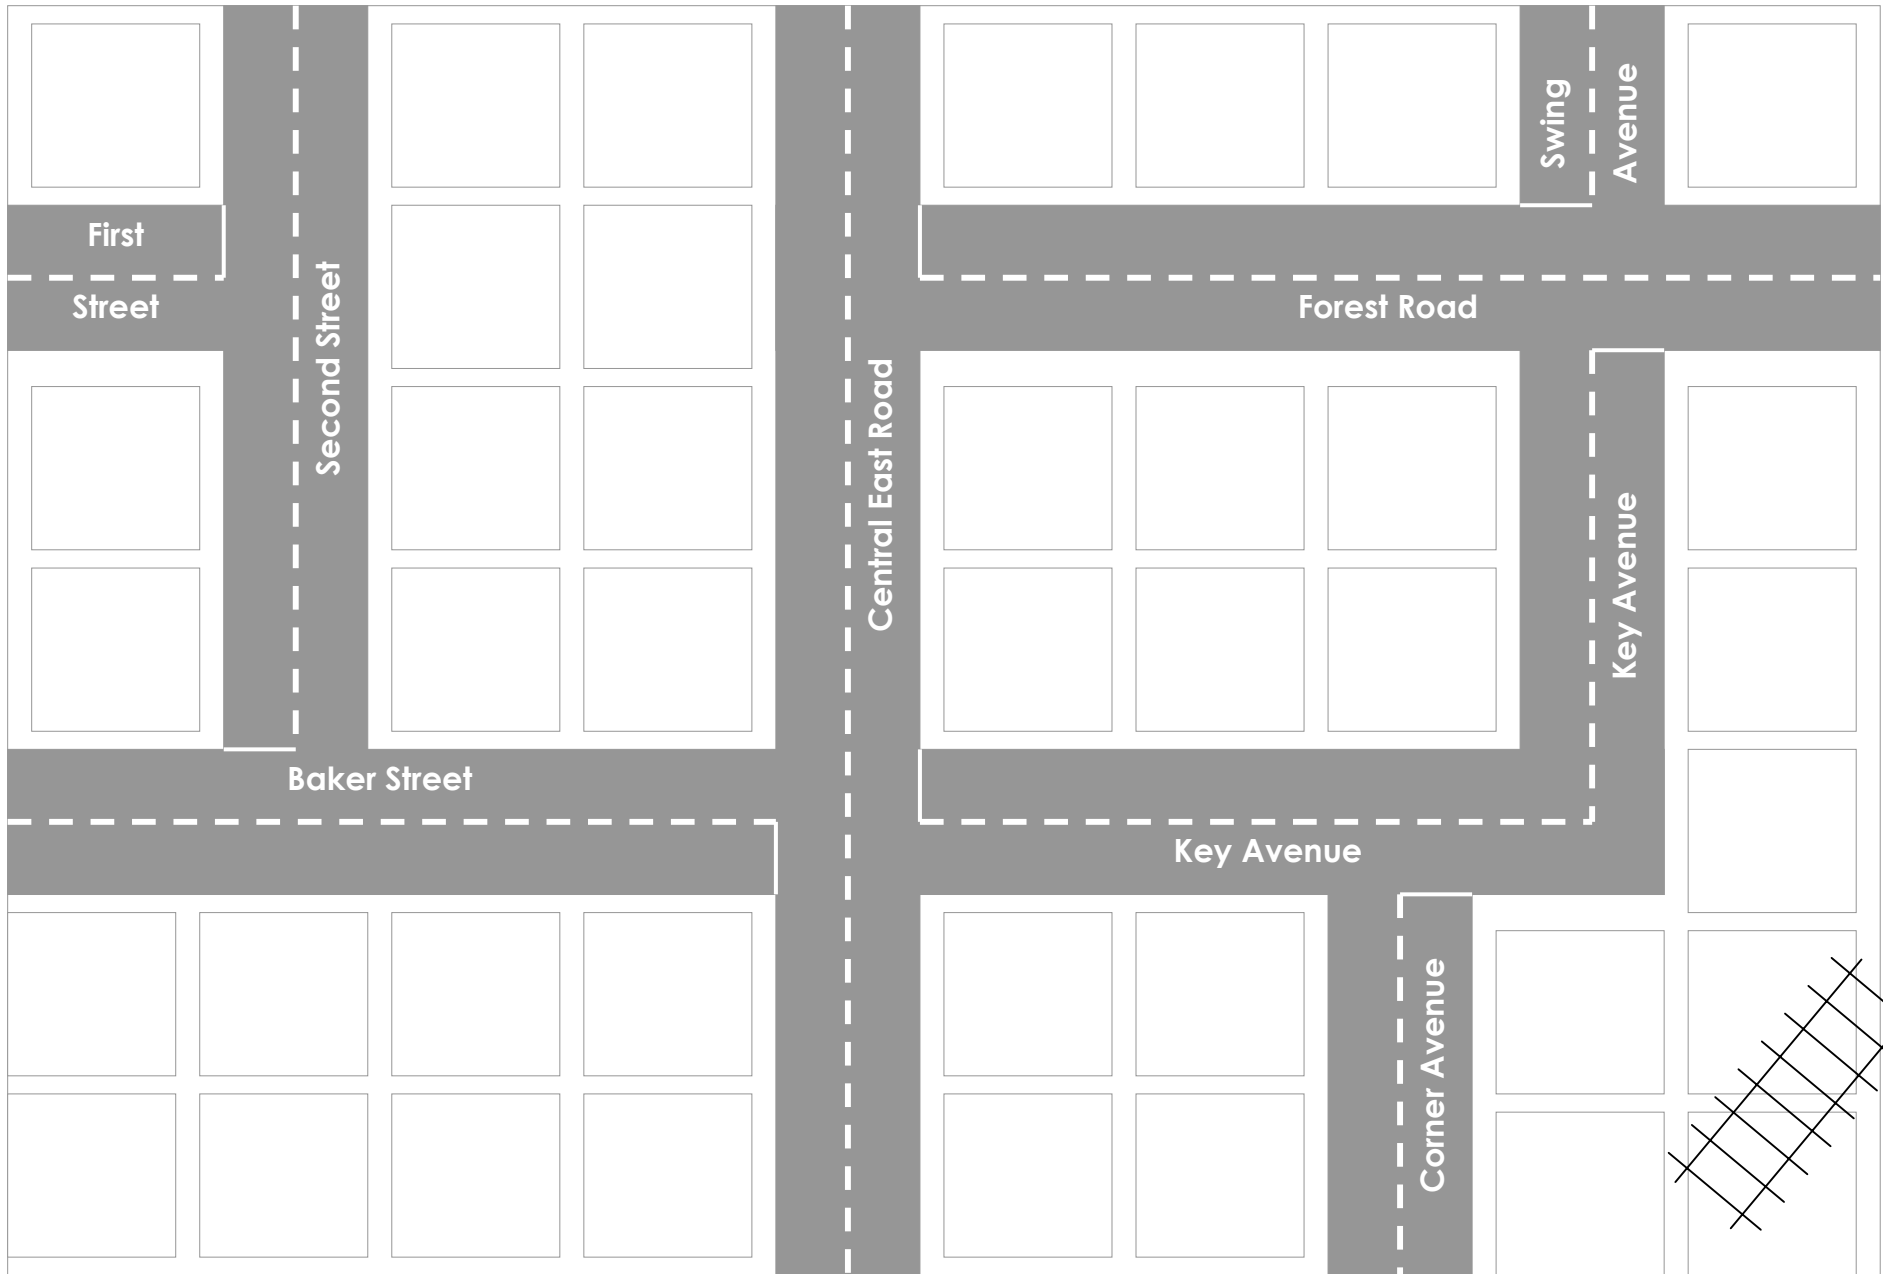 Swing
Avenue
First
Street
Second Street
Forest Road
Central East Road
Key Avenue
Baker Street
Key Avenue
Corner Avenue